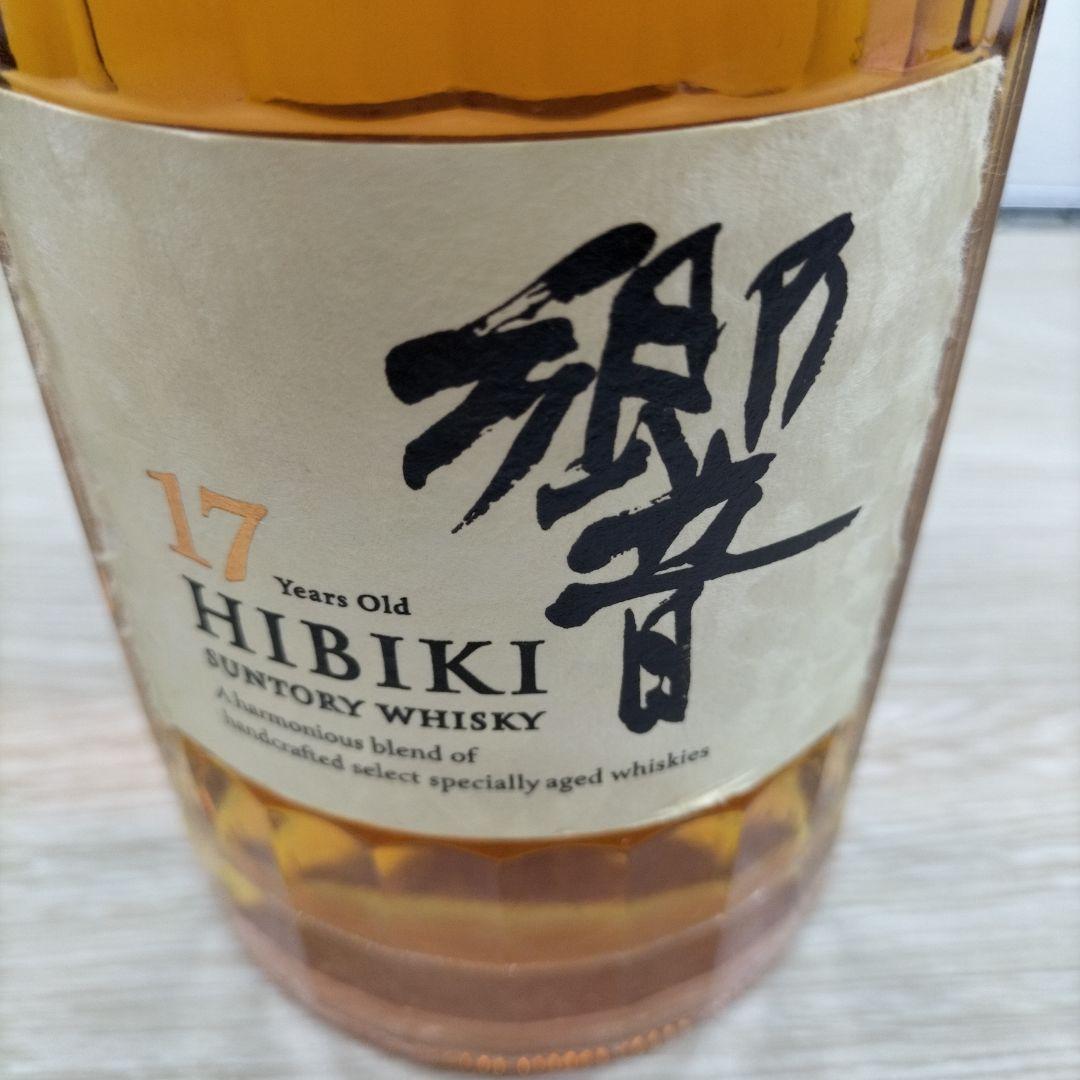 響
17 Years Old
HIBIKI
SUNTORY WHISKY
A harmonious blend of
handcrafted select specially aged whiskies